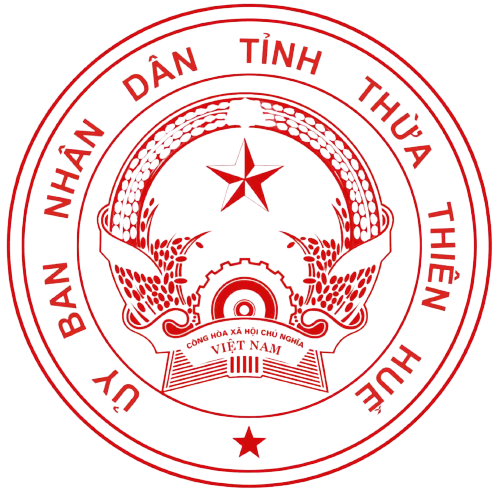 ỦY BAN NHÂN DÂN TỈNH THỪA THIÊN HUẾ
CỘNG HÒA XÃ HỘI CHỦ NGHĨA
VIỆT NAM